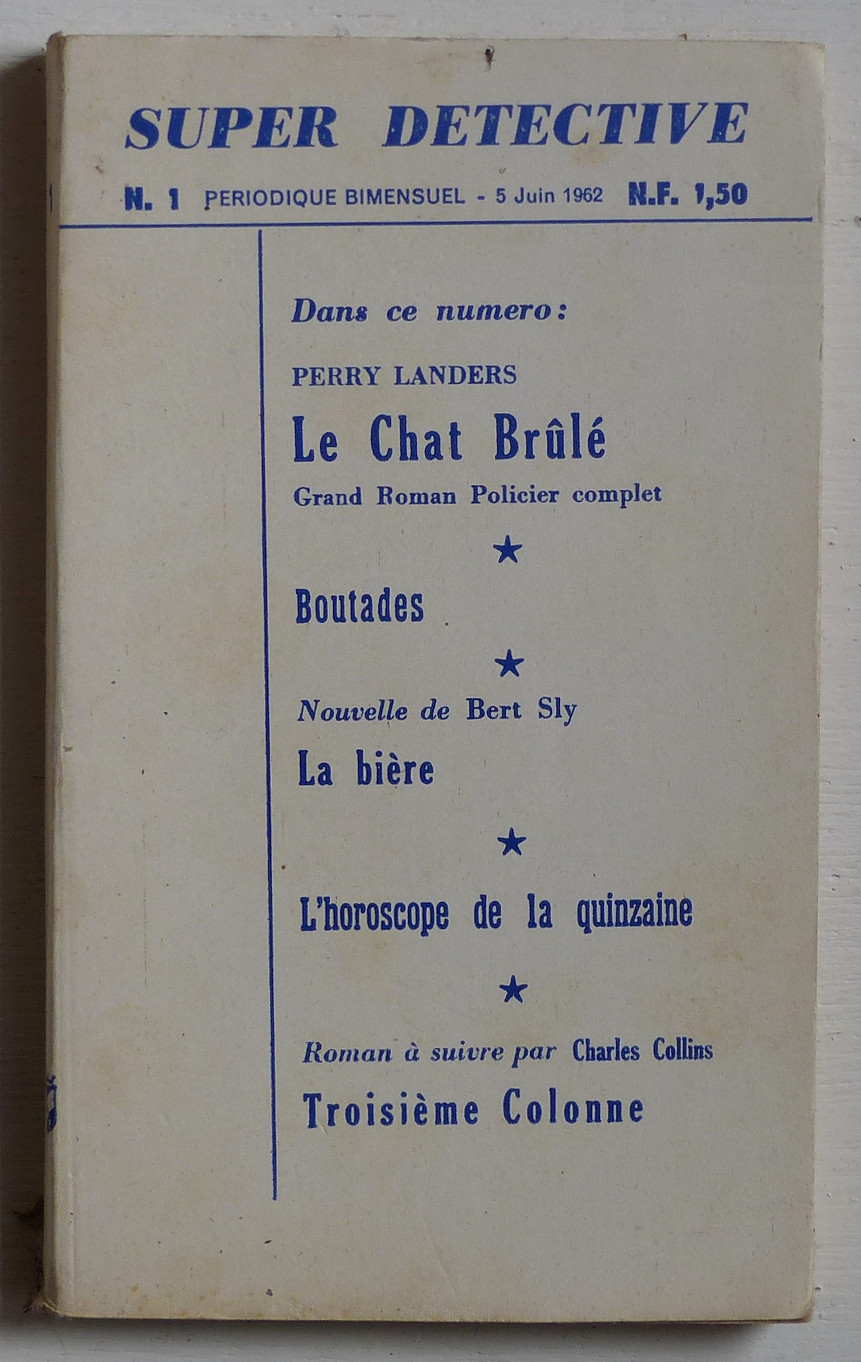 SUPER DETECTIVE
N. 1 PERIODIQUE BIMENSUEL - 5 Juin 1962 N.F. 1,50
Dans ce numero:
PERRY LANDERS
Le Chat Brûlé
Grand Roman Policier complet
Boutades
Nouvelle de Bert Sly
La bière
L'horoscope de la quinzaine
Roman à suivre par Charles Collins
Troisième Colonne